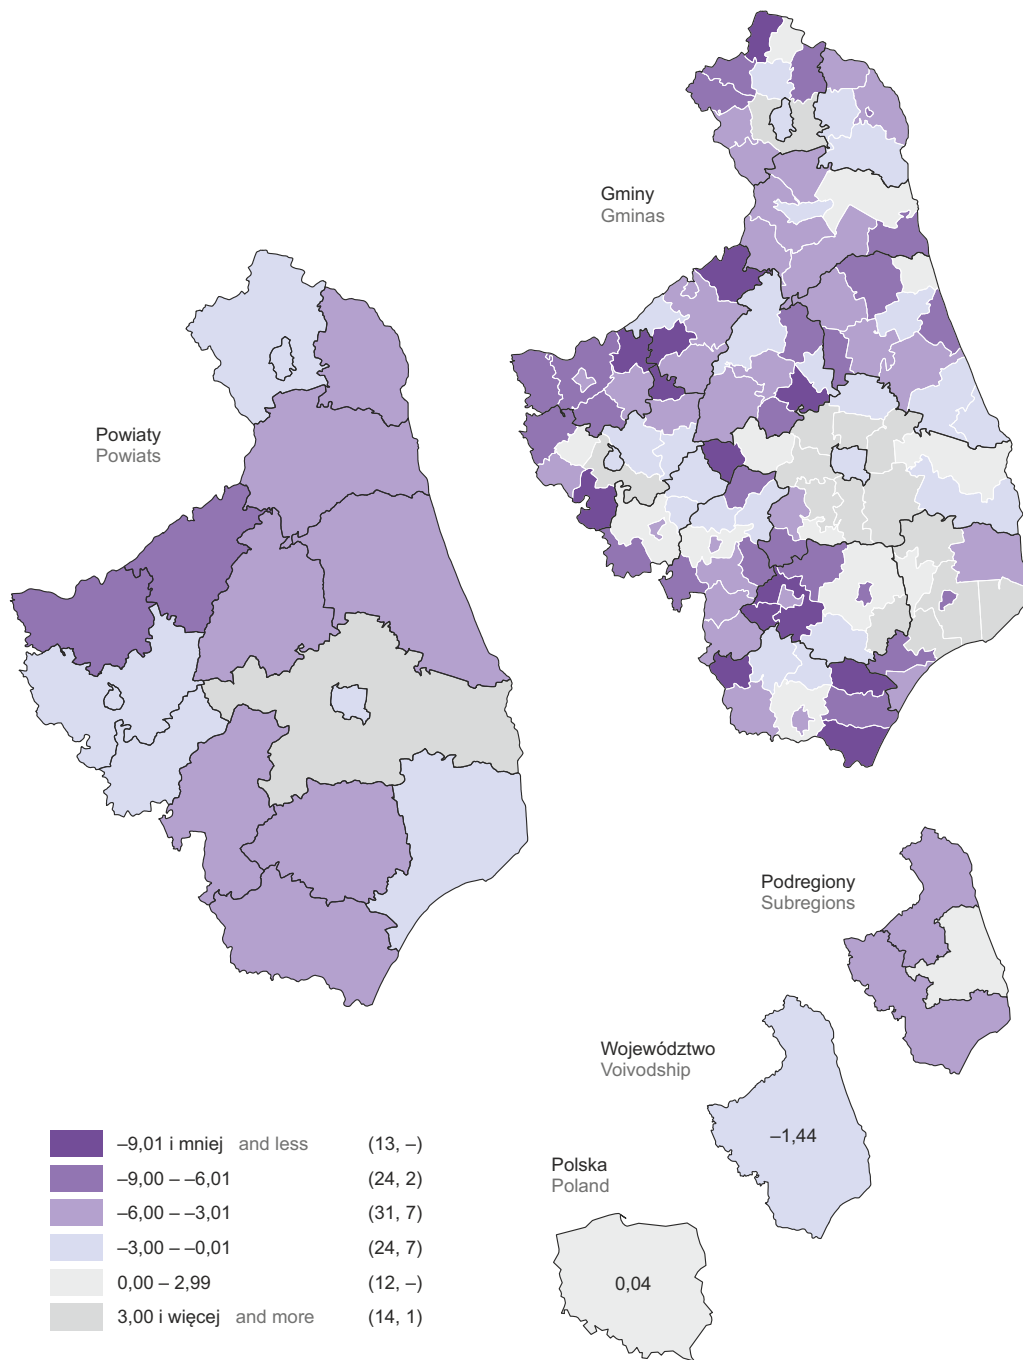 Gminy
Gminas
Powiaty
Powiats
Podregiony
Subregions
Województwo
Voivodship
–1,44
Polska
Poland
0,04
–9,01 i mniej and less (13, –)
–9,00 – –6,01 (24, 2)
–6,00 – –3,01 (31, 7)
–3,00 – –0,01 (24, 7)
0,00 – 2,99 (12, –)
3,00 i więcej and more (14, 1)